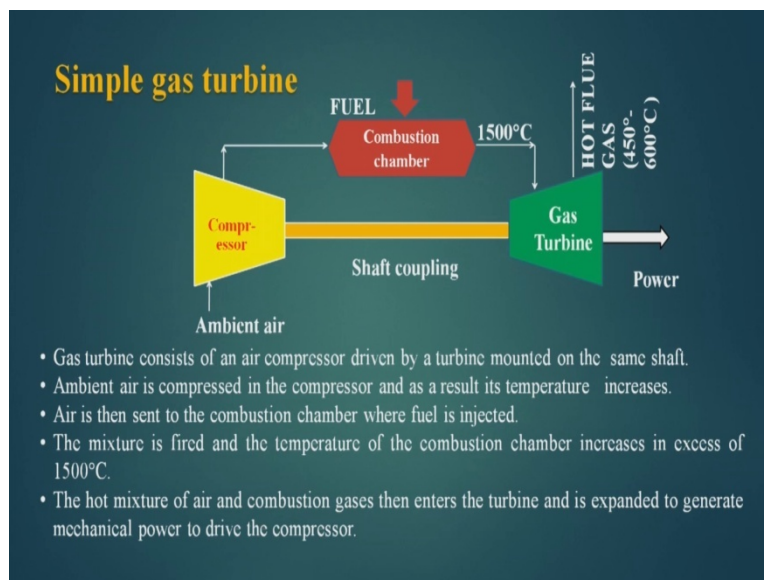 Simple gas turbine
FUEL
Combustion
chamber
1500°C
HOT FLUE
GAS
(450°-
600°C )
Compr-
essor
Gas
Turbine
Shaft coupling
Power
Ambient air
• Gas turbine consists of an air compressor driven by a turbine mounted on the same shaft.
• Ambient air is compressed in the compressor and as a result its temperature increases.
• Air is then sent to the combustion chamber where fuel is injected.
• The mixture is fired and the temperature of the combustion chamber increases in excess of
1500°C.
• The hot mixture of air and combustion gases then enters the turbine and is expanded to generate
mechanical power to drive the compressor.